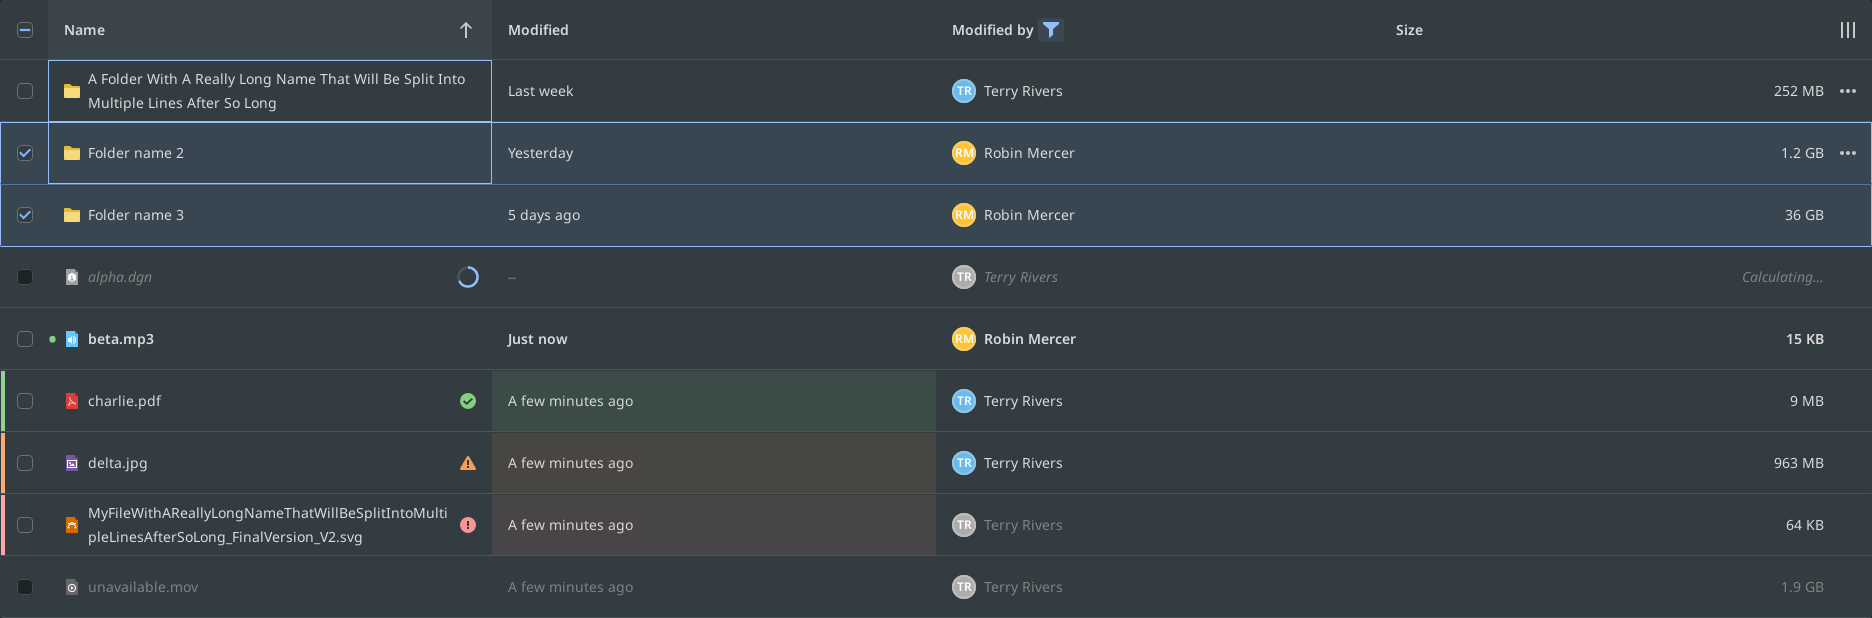 Name Modified Modified by Size
A Folder With A Really Long Name That Will Be Split Into
Multiple Lines After So Long
Last week TR Terry Rivers 252 MB
Folder name 2 Yesterday RM Robin Mercer 1.2 GB
Folder name 3 5 days ago RM Robin Mercer 36 GB
alpha.dgn -- TR Terry Rivers Calculating...
beta.mp3 Just now RM Robin Mercer 15 KB
charlie.pdf A few minutes ago TR Terry Rivers 9 MB
delta.jpg A few minutes ago TR Terry Rivers 963 MB
MyFileWithAReallyLongNameThatWillBeSplitIntoMulti
pleLinesAfterSoLong_FinalVersion_V2.svg
A few minutes ago TR Terry Rivers 64 KB
unavailable.mov A few minutes ago TR Terry Rivers 1.9 GB